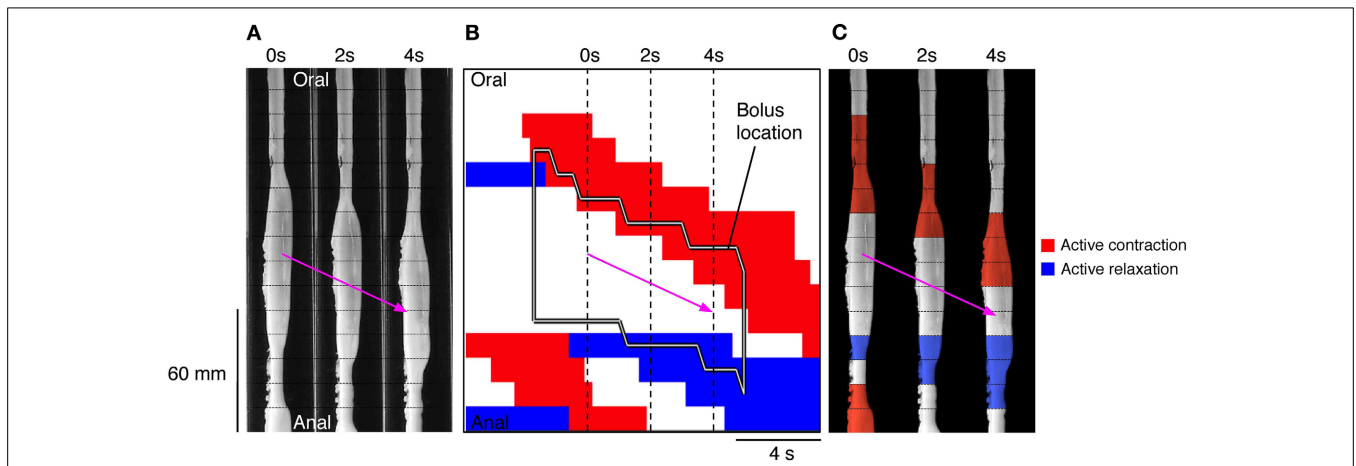 A
0s 2s 4s
Oral
60 mm
Anal
B
0s 2s 4s
Oral
Bolus
location
Anal
4 s
C
0s 2s 4s
Active contraction
Active relaxation